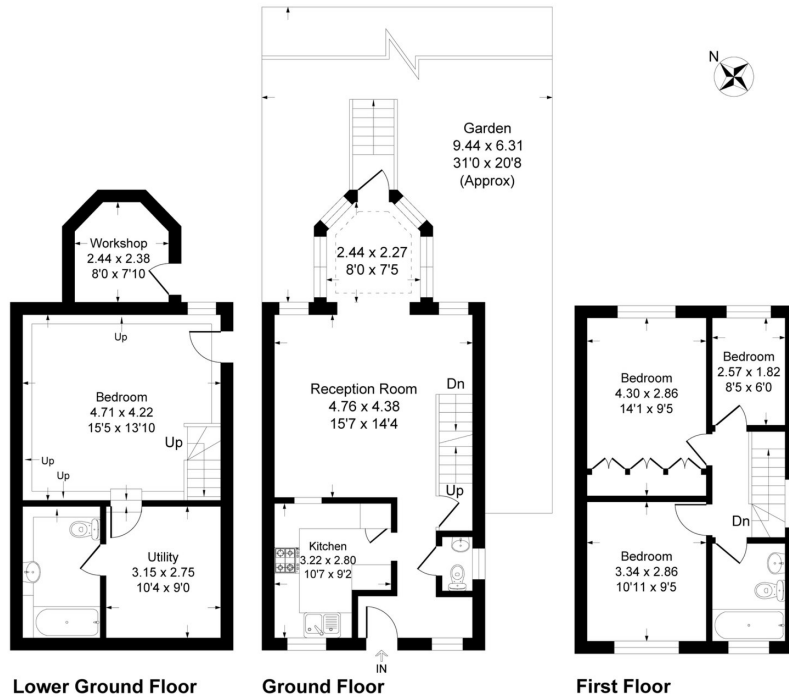 N
Garden
9.44 x 6.31
31'0 x 20'8
(Approx)
Workshop
2.44 x 2.38
8'0 x 7'10
Up
Bedroom
4.71 x 4.22
15'5 x 13'10
Up
Up
Up
Utility
3.15 x 2.75
10'4 x 9'0
Lower Ground Floor
2.44 x 2.27
8'0 x 7'5
Reception Room
4.76 x 4.38
15'7 x 14'4
Dn
Up
Kitchen
3.22 x 2.80
10'7 x 9'2
IN
Ground Floor
Bedroom
4.30 x 2.86
14'1 x 9'5
Bedroom
2.57 x 1.82
8'5 x 6'0
Dn
Bedroom
3.34 x 2.86
10'11 x 9'5
First Floor